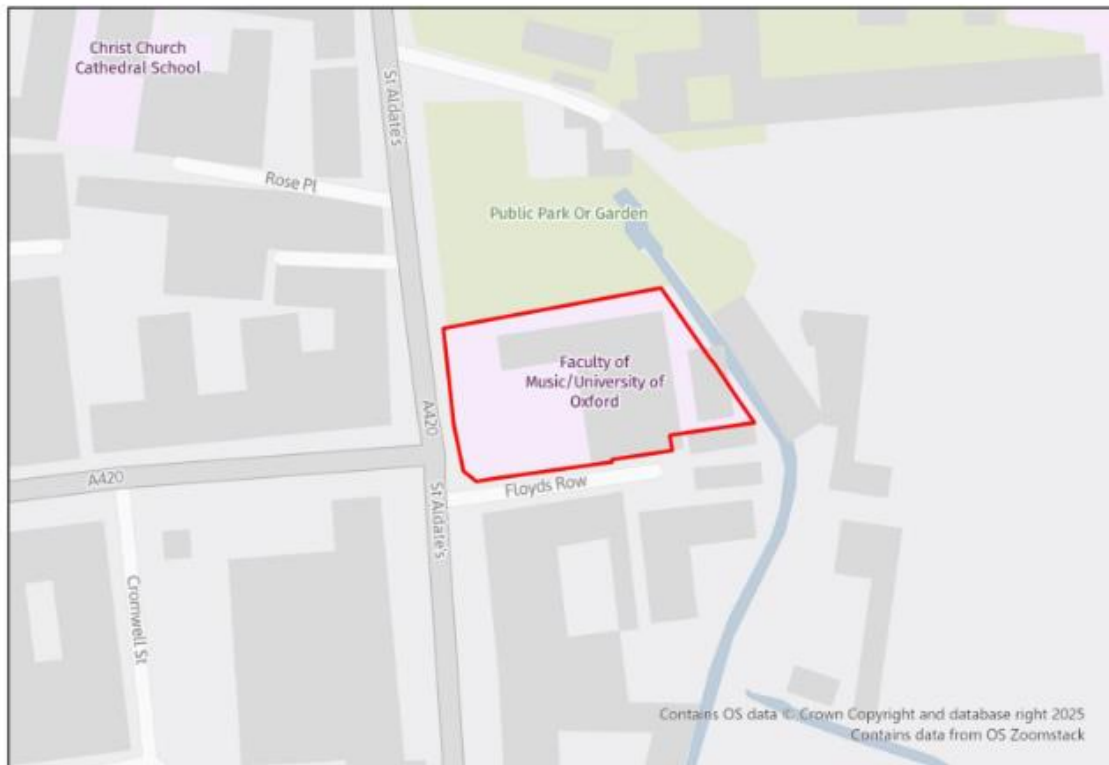 Christ Church
Cathedral School
St Aldate's
Rose Pl
Public Park Or Garden
Faculty of
Music/University of
Oxford
A420
A420
Floyds Row
St Aldate's
Cromwell St
Contains OS data © Crown Copyright and database right 2025
Contains data from OS Zoomstack